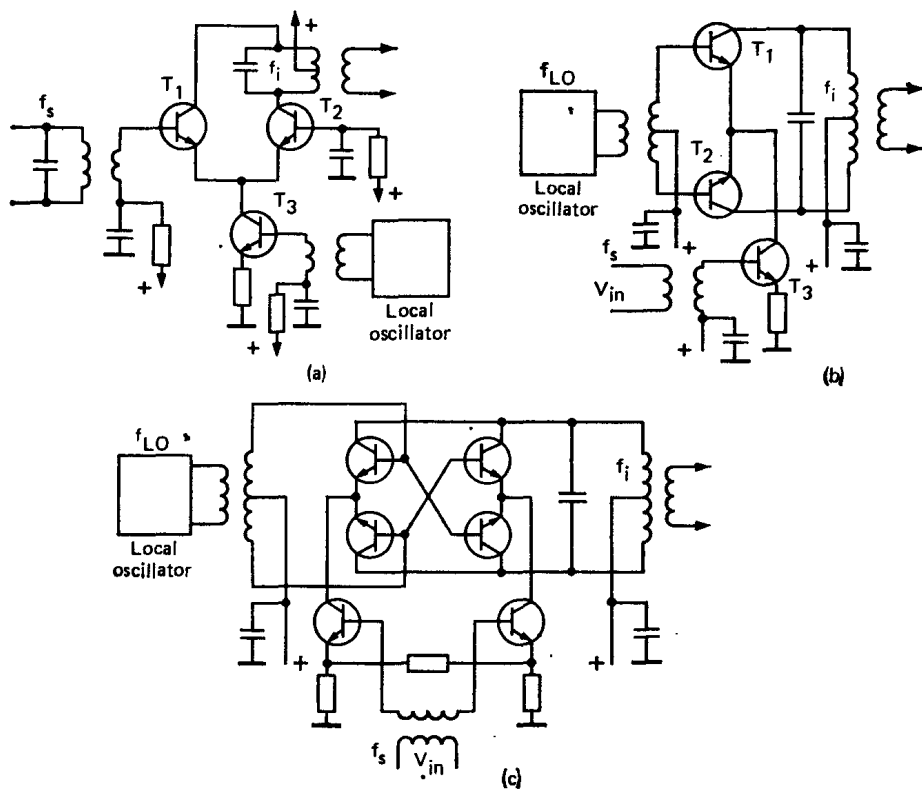 +
f_i
T_1
T_2
f_s
+
T_3
+
+
Local
oscillator
(a)
f_LO
Local
oscillator
T_1
f_i
T_2
+
+
f_s
V_in
T_3
+
(b)
f_LO
Local
oscillator
f_i
+
+
f_s
V_in
(c)